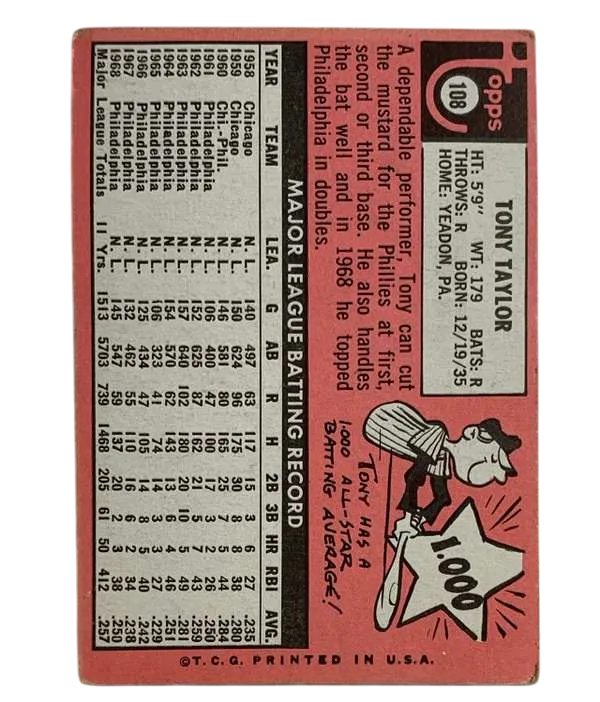 Topps
108
TONY TAYLOR
HT: 5'9" WT: 179 BATS: R
THROWS: R BORN: 12/19/35
HOME: YEADON, PA.
A dependable performer, Tony can cut
the mustard for the Phillies at first,
second or third base. He also handles
the bat well and in 1968 he topped
Philadelphia in doubles.
1.000
TONY HAS A
1.000 ALL-STAR
BATTING AVERAGE!
MAJOR LEAGUE BATTING RECORD
YEAR TEAM LEA. G AB R H 2B 3B HR RBI AVG.
1958 Chicago N.L. 140 497 63 117 15 3 6 27 .235
1959 Chicago N.L. 150 624 96 175 30 8 8 38 .280
1960 Chi.-Phil. N.L. 146 581 80 165 25 7 5 44 .284
1961 Philadelphia N.L. 106 400 47 100 17 3 2 26 .250
1962 Philadelphia N.L. 152 625 87 162 21 5 7 43 .259
1963 Philadelphia N.L. 157 640 102 180 20 10 5 49 .281
1964 Philadelphia N.L. 154 570 62 143 13 6 4 46 .251
1965 Philadelphia N.L. 106 323 41 74 14 3 3 27 .229
1966 Philadelphia N.L. 125 434 47 105 14 8 5 40 .242
1967 Philadelphia N.L. 132 462 55 110 16 6 2 34 .238
1968 Philadelphia N.L. 145 547 59 137 20 2 3 38 .250
Major League Totals 11 Yrs. 1513 5703 739 1468 205 61 50 412 .257
©T.C.G. PRINTED IN U.S.A.